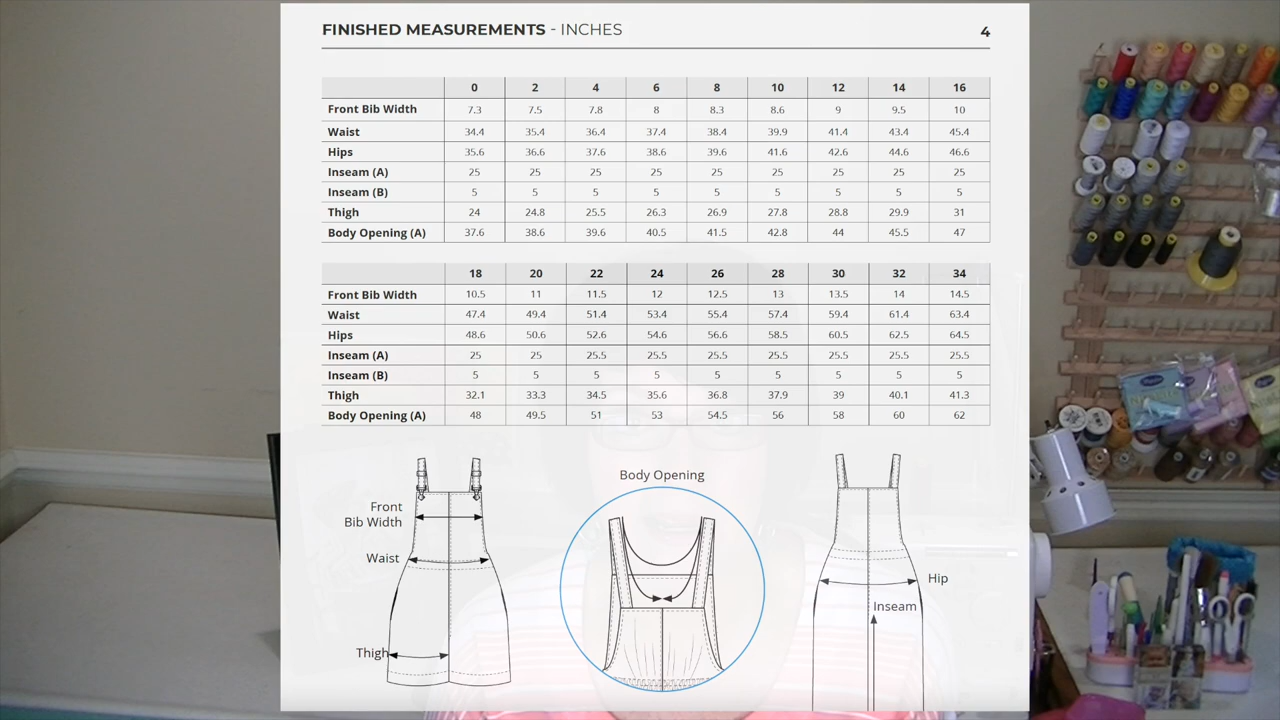 FINISHED MEASUREMENTS - INCHES 4
0 2 4 6 8 10 12 14 16
Front Bib Width 7.3 7.5 7.8 8 8.3 8.6 9 9.5 10
Waist 34.4 35.4 36.4 37.4 38.4 39.9 41.4 43.4 45.4
Hips 35.6 36.6 37.6 38.6 39.6 41.6 42.6 44.6 46.6
Inseam (A) 25 25 25 25 25 25 25 25 25
Inseam (B) 5 5 5 5 5 5 5 5 5
Thigh 24 24.8 25.5 26.3 26.9 27.8 28.8 29.9 31
Body Opening (A) 37.6 38.6 39.6 40.5 41.5 42.8 44 45.5 47
18 20 22 24 26 28 30 32 34
Front Bib Width 10.5 11 11.5 12 12.5 13 13.5 14 14.5
Waist 47.4 49.4 51.4 53.4 55.4 57.4 59.4 61.4 63.4
Hips 48.6 50.6 52.6 54.6 56.6 58.5 60.5 62.5 64.5
Inseam (A) 25 25 25.5 25.5 25.5 25.5 25.5 25.5 25.5
Inseam (B) 5 5 5 5 5 5 5 5 5
Thigh 32.1 33.3 34.5 35.6 36.8 37.9 39 40.1 41.3
Body Opening (A) 48 49.5 51 53 54.5 56 58 60 62
Front
Bib Width
Waist
Thigh
Body Opening
Hip
Inseam